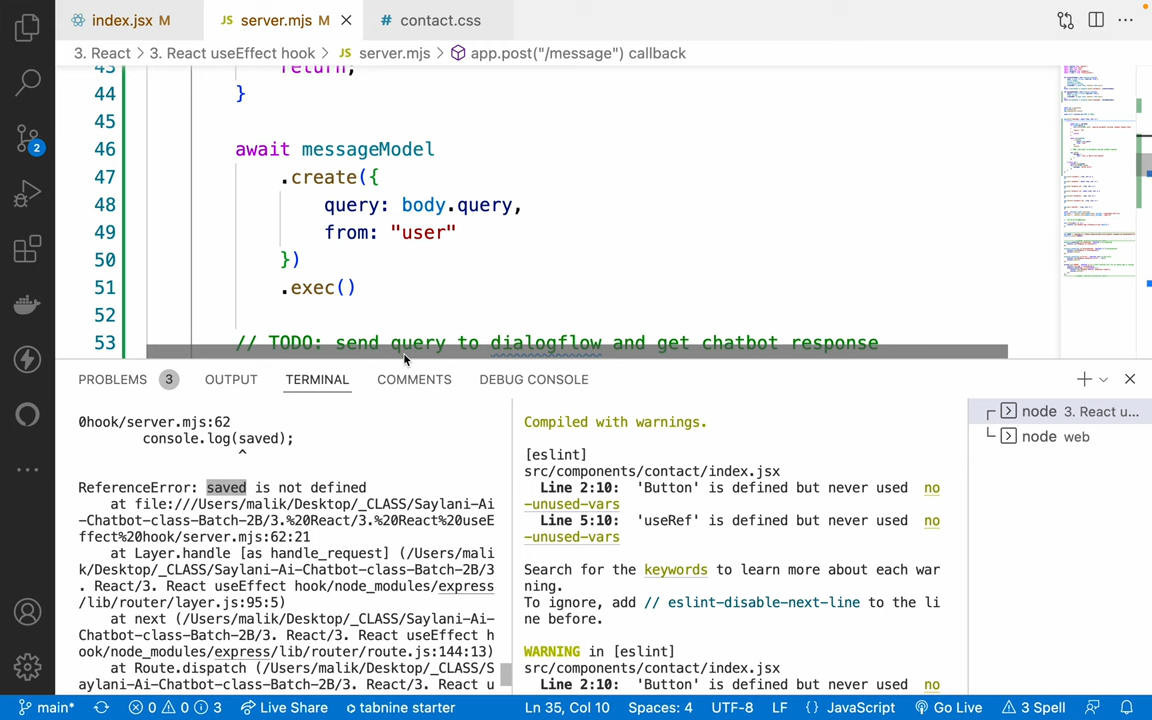 index.jsx M
JS server.mjs M
# contact.css
3. React > 3. React useEffect hook > JS server.mjs > app.post("/message") callback
43 return;
44 }
45
46 await messageModel
47 .create({
48 query: body.query,
49 from: "user"
50 })
51 .exec()
52
53 // TODO: send query to dialogflow and get chatbot response
2
PROBLEMS 3 OUTPUT TERMINAL COMMENTS DEBUG CONSOLE
0hook/server.mjs:62
console.log(saved);
^
ReferenceError: saved is not defined
at file:///Users/malik/Desktop/_CLASS/Saylani-Ai
-Chatbot-class-Batch-2B/3.%20React/3.%20React%20useE
ffect%20hook/server.mjs:62:21
at Layer.handle [as handle_request] (/Users/mali
k/Desktop/_CLASS/Saylani-Ai-Chatbot-class-Batch-2B/3
. React/3. React useEffect hook/node_modules/express
/lib/router/layer.js:95:5)
at next (/Users/malik/Desktop/_CLASS/Saylani-Ai-
Chatbot-class-Batch-2B/3. React/3. React useEffect h
ook/node_modules/express/lib/router/route.js:144:13)
at Route.dispatch (/Users/malik/Desktop/_CLASS/S
aylani-Ai-Chatbot-class-Batch-2B/3. React/3. React u
Compiled with warnings.
[eslint]
src/components/contact/index.jsx
Line 2:10: 'Button' is defined but never used no
-unused-vars
Line 5:10: 'useRef' is defined but never used no
-unused-vars
Search for the keywords to learn more about each war
ning.
To ignore, add // eslint-disable-next-line to the li
ne before.
WARNING in [eslint]
src/components/contact/index.jsx
Line 2:10: 'Button' is defined but never used no
node 3. React u...
node web
main* 0 0 3 Live Share tabnine starter Ln 35, Col 10 Spaces: 4 UTF-8 LF {} JavaScript Go Live 3 Spell